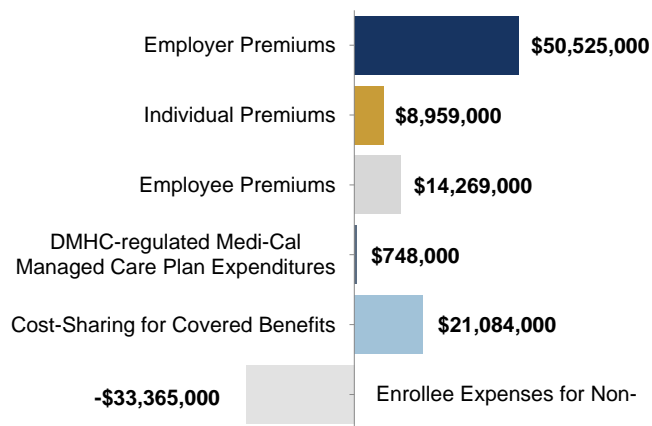 Employer Premiums
$50,525,000
Individual Premiums
$8,959,000
Employee Premiums
$14,269,000
DMHC-regulated Medi-Cal
Managed Care Plan Expenditures
$748,000
Cost-Sharing for Covered Benefits
$21,084,000
-$33,365,000
Enrollee Expenses for Non-